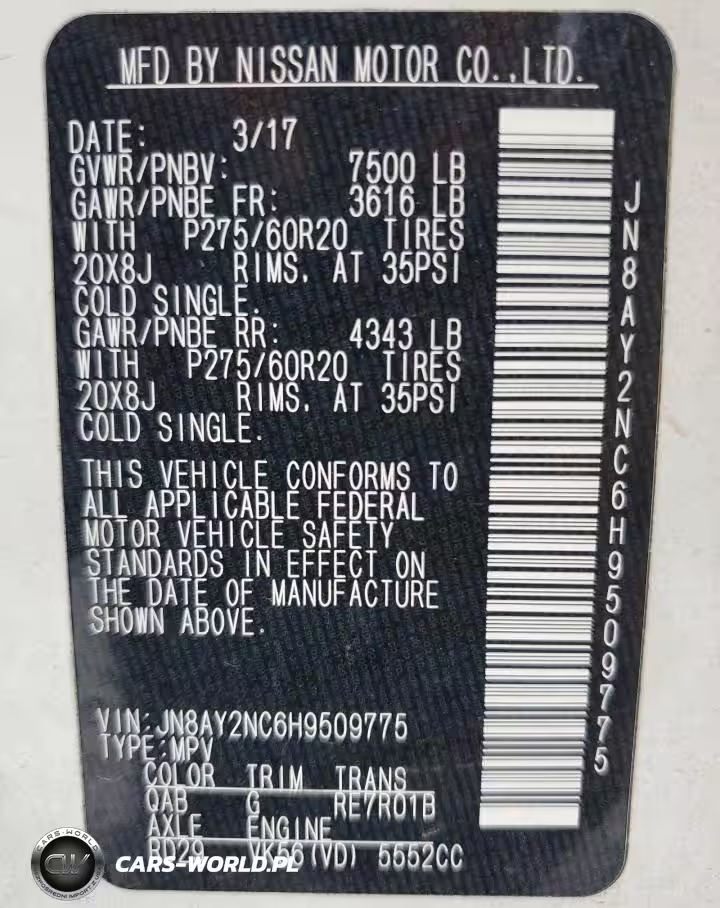 MFD BY NISSAN MOTOR CO.,LTD.
DATE: 3/17
GVWR/PNBV: 7500 LB
GAWR/PNBE FR: 3616 LB
WITH P275/60R20 TIRES
20X8J RIMS. AT 35PSI
COLD SINGLE.
GAWR/PNBE RR: 4343 LB
WITH P275/60R20 TIRES
20X8J RIMS. AT 35PSI
COLD SINGLE.
THIS VEHICLE CONFORMS TO
ALL APPLICABLE FEDERAL
MOTOR VEHICLE SAFETY
STANDARDS IN EFFECT ON
THE DATE OF MANUFACTURE
SHOWN ABOVE.
VIN:JN8AY2NC6H9509775
TYPE:MPV
COLOR TRIM TRANS
QAB G RE7R01B
AXLE ENGINE
RD29 VK56(VD) 5552CC
JN8AY2NC6H9509775
CARS-WORLD
CW
CARS-WORLD.PL